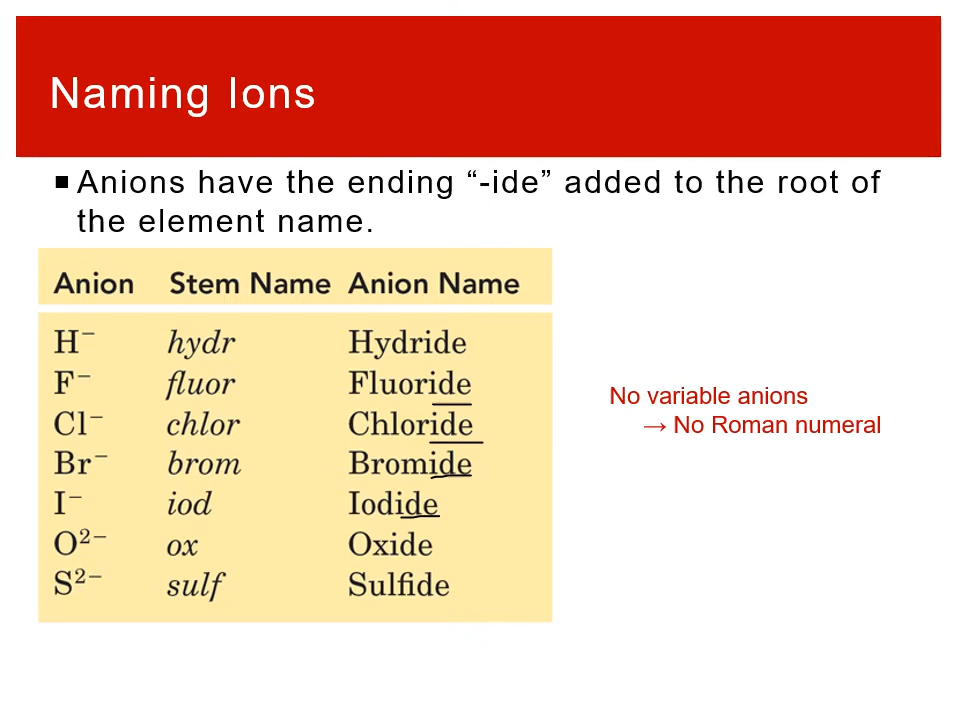 Naming Ions
■ Anions have the ending “-ide” added to the root of
the element name.
Anion Stem Name Anion Name
H⁻ hydr Hydride
F⁻ fluor Fluoride
Cl⁻ chlor Chloride
Br⁻ brom Bromide
I⁻ iod Iodide
O²⁻ ox Oxide
S²⁻ sulf Sulfide
No variable anions
→ No Roman numeral